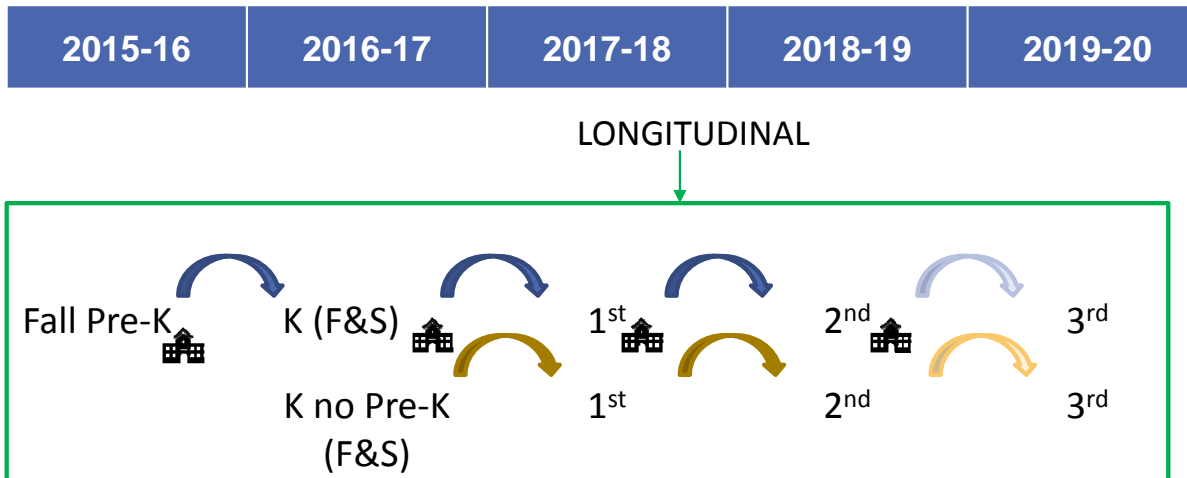 2015-16 2016-17 2017-18 2018-19 2019-20
LONGITUDINAL
Fall Pre-K K (F&S) 1st 2nd 3rd
K no Pre-K 1st 2nd 3rd
(F&S)